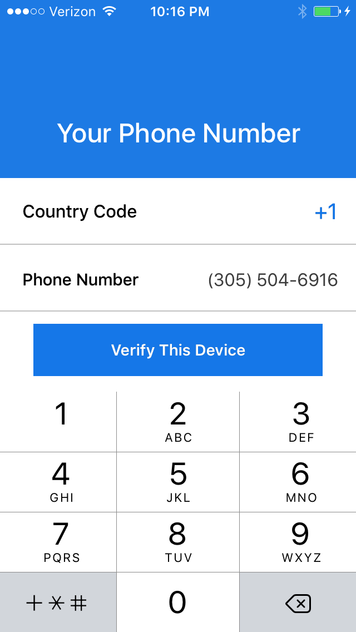 Verizon 10:16 PM
Your Phone Number
Country Code +1
Phone Number (305) 504-6916
Verify This Device
1 2 3
ABC DEF
4 5 6
GHI JKL MNO
7 8 9
PQRS TUV WXYZ
+*# 0